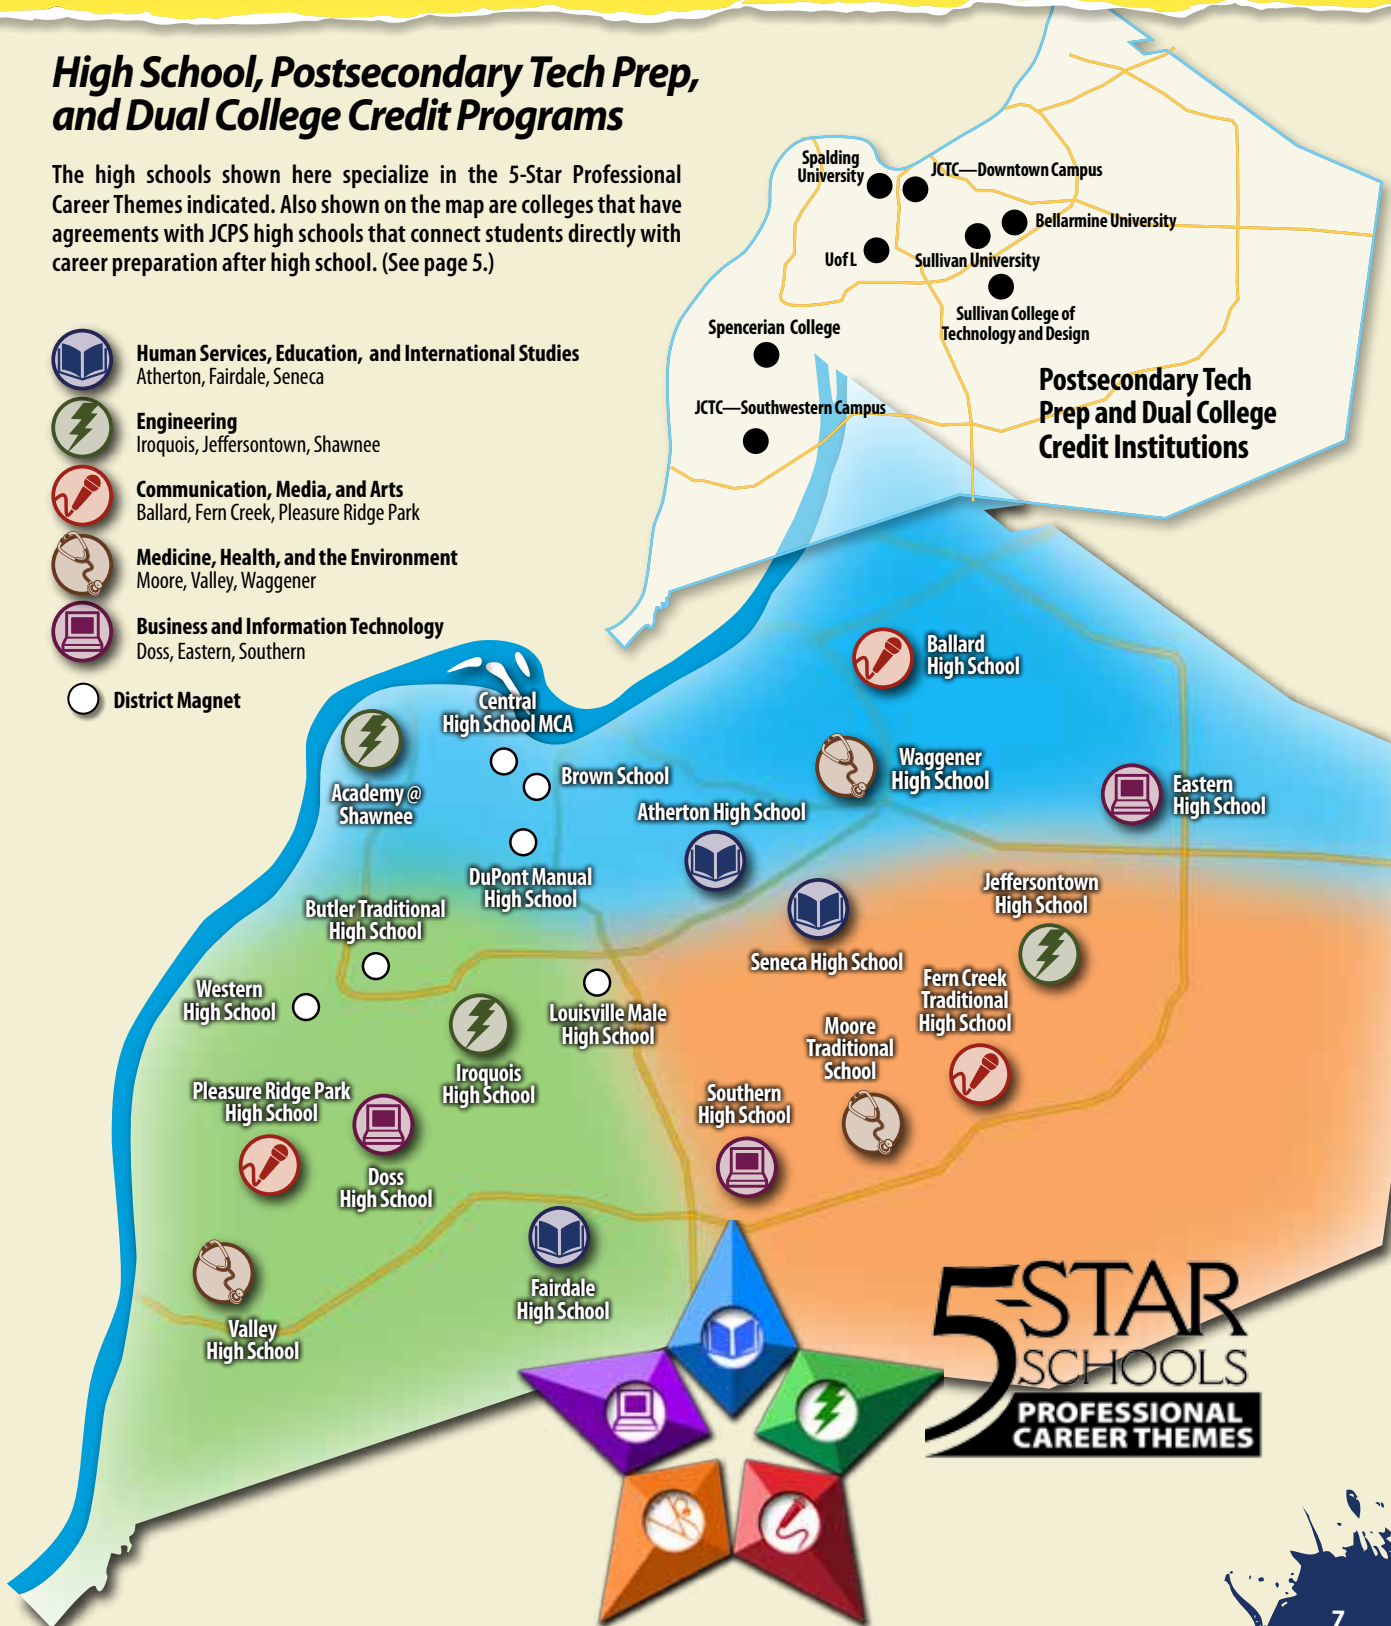 High School, Postsecondary Tech Prep,
and Dual College Credit Programs
The high schools shown here specialize in the 5-Star Professional
Career Themes indicated. Also shown on the map are colleges that have
agreements with JCPS high schools that connect students directly with
career preparation after high school. (See page 5.)
Human Services, Education, and International Studies
Atherton, Fairdale, Seneca
Engineering
Iroquois, Jeffersontown, Shawnee
Communication, Media, and Arts
Ballard, Fern Creek, Pleasure Ridge Park
Medicine, Health, and the Environment
Moore, Valley, Waggener
Business and Information Technology
Doss, Eastern, Southern
District Magnet
Spalding
University
JCTC—Downtown Campus
Bellarmine University
UofL
Sullivan University
Sullivan College of
Technology and Design
Spencerian College
JCTC—Southwestern Campus
Postsecondary Tech
Prep and Dual College
Credit Institutions
Ballard
High School
Central
High School MCA
Waggener
High School
Brown School
Eastern
High School
Academy @
Shawnee
Atherton High School
DuPont Manual
High School
Jeffersontown
High School
Butler Traditional
High School
Seneca High School
Fern Creek
Traditional
High School
Western
High School
Louisville Male
High School
Moore
Traditional
School
Iroquois
High School
Pleasure Ridge Park
High School
Southern
High School
Doss
High School
Fairdale
High School
Valley
High School
5-STAR
SCHOOLS
PROFESSIONAL
CAREER THEMES
7